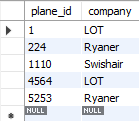 plane_id company
1 LOT
224 Ryaner
1110 Swishair
4564 LOT
5253 Ryaner
NULL NULL